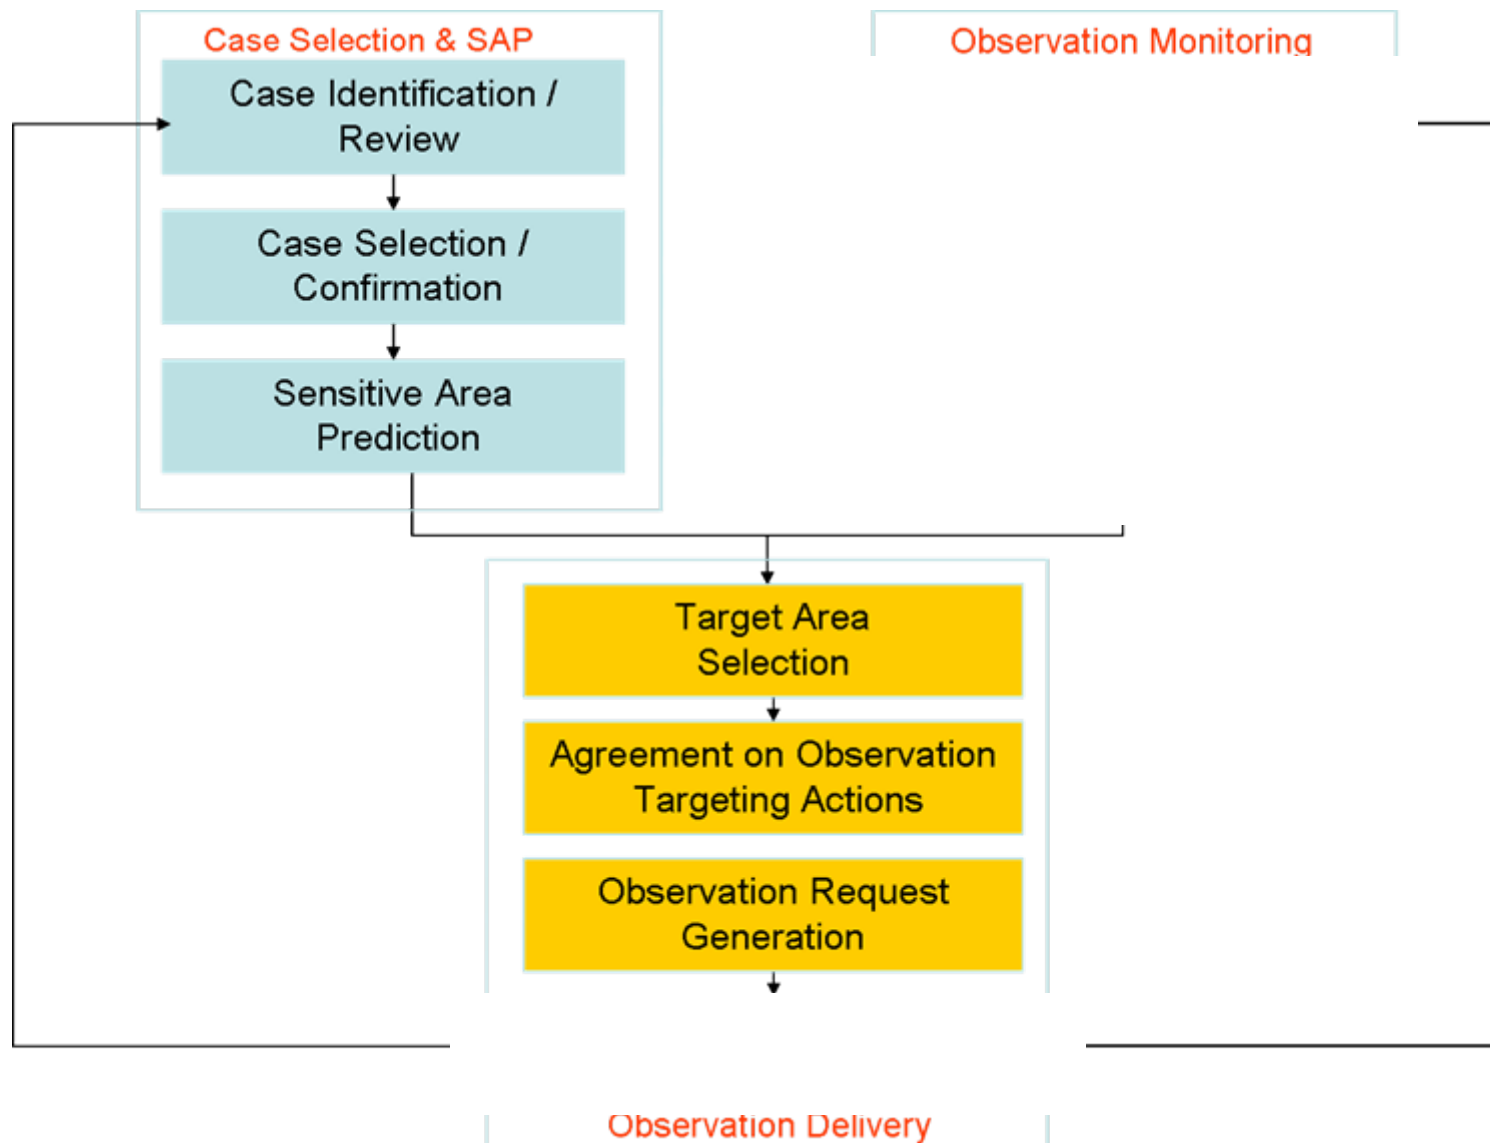 Case Selection & SAP
Case Identification /
Review
Case Selection /
Confirmation
Sensitive Area
Prediction
Observation Monitoring
Target Area
Selection
Agreement on Observation
Targeting Actions
Observation Request
Generation
Observation Delivery